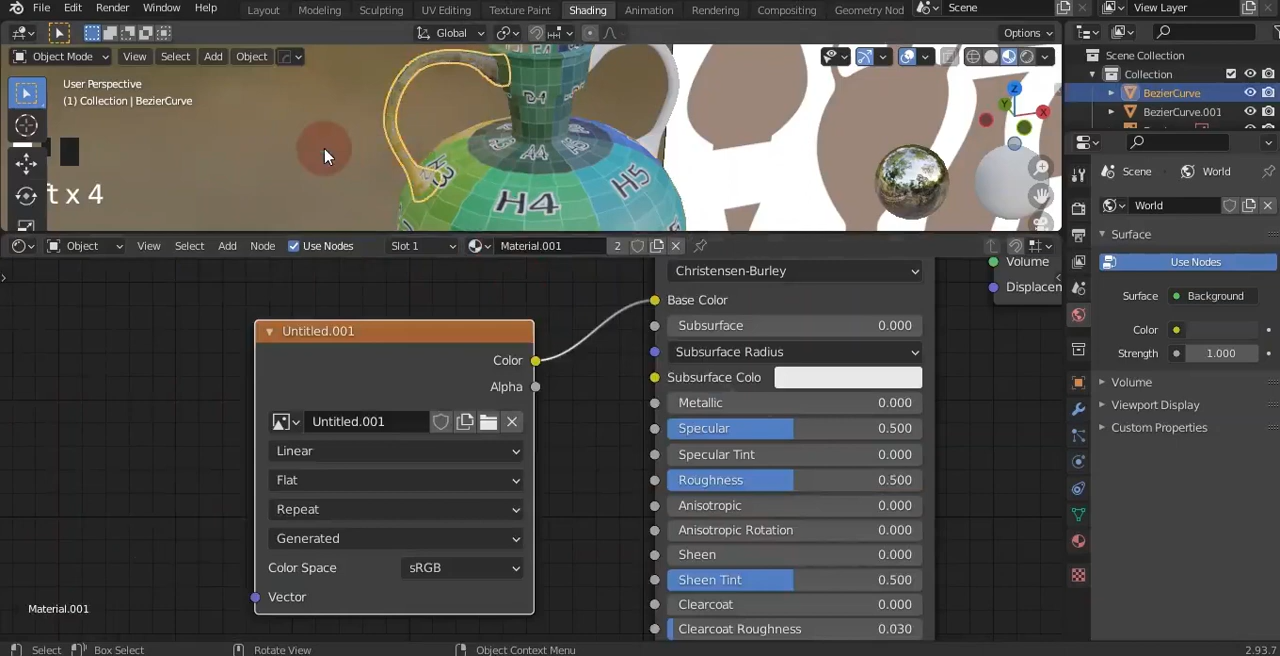 File Edit Render Window Help Layout Modeling Sculpting UV Editing Texture Paint Shading Animation Rendering Compositing Geometry Nod Scene View Layer
Global Options
Object Mode View Select Add Object
User Perspective
(1) Collection | BezierCurve
t x 4
H4
H5
A4
Z
Y
X
Scene Collection
Collection
BezierCurve
BezierCurve.001
Scene World
World
Surface
Use Nodes
Surface Background
Color
Strength 1.000
Volume
Viewport Display
Custom Properties
Object View Select Add Node Use Nodes Slot 1 Material.001 2
Untitled.001
Color
Alpha
Untitled.001
Linear
Flat
Repeat
Generated
Color Space sRGB
Vector
Christensen-Burley
Base Color
Subsurface 0.000
Subsurface Radius
Subsurface Colo
Metallic 0.000
Specular 0.500
Specular Tint 0.000
Roughness 0.500
Anisotropic 0.000
Anisotropic Rotation 0.000
Sheen 0.000
Sheen Tint 0.500
Clearcoat 0.000
Clearcoat Roughness 0.030
Volume
Displacen
Material.001
Select Box Select Rotate View Object Context Menu 2.93.7